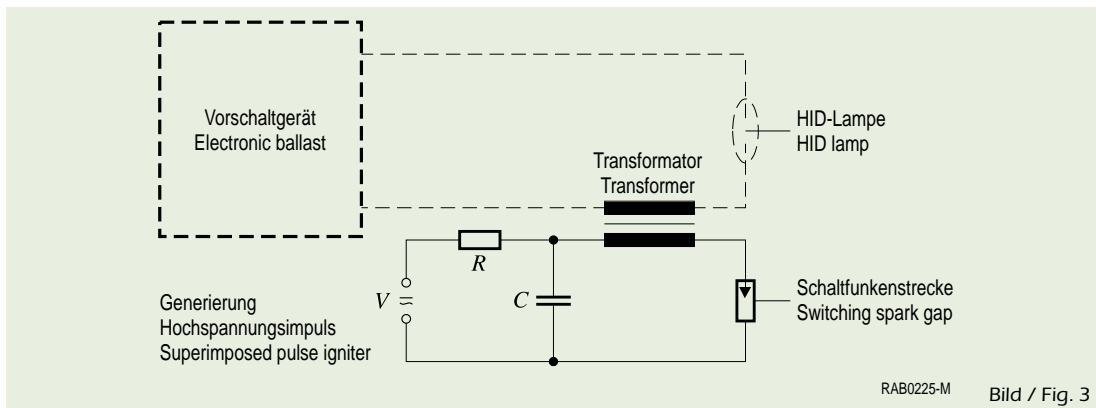 Vorschaltgerät
Electronic ballast
HID-Lampe
HID lamp
Transformator
Transformer
R
V
C
Schaltfunkenstrecke
Switching spark gap
Generierung
Hochspannungsimpuls
Superimposed pulse igniter
RAB0225-M
Bild / Fig. 3